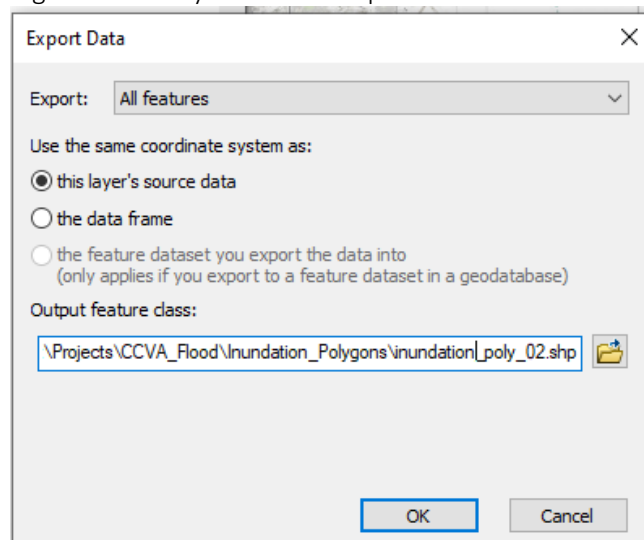 Export Data
Export: All features
Use the same coordinate system as:
this layer's source data
the data frame
the feature dataset you export the data into
(only applies if you export to a feature dataset in a geodatabase)
Output feature class:
\Projects\CCVA_Flood\Inundation_Polygons\inundation_poly_02.shp
OK Cancel